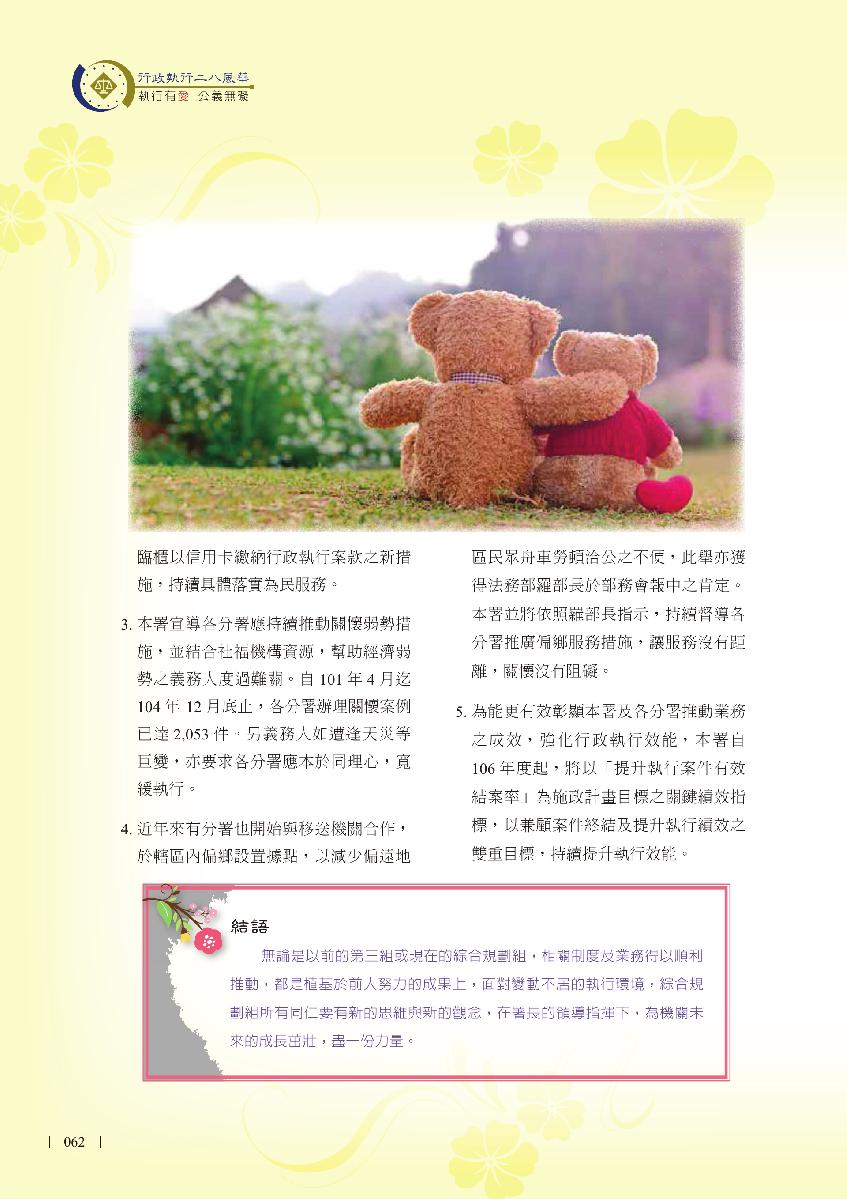 行政執行二八風華
執行有愛 公義無礙
臨櫃以信用卡繳納行政執行案款之新措
施，持續具體落實為民服務。
3. 本署宣導各分署應持續推動關懷弱勢措
施，並結合社福機構資源，幫助經濟弱
勢之義務人度過難關。自 101 年 4 月迄
104 年 12 月底止，各分署辦理關懷案例
已達 2,053 件。另義務人如遭逢天災等
巨變，亦要求各分署應本於同理心，寬
緩執行。
4. 近年來有分署也開始與移送機關合作，
於轄區內偏鄉設置據點，以減少偏遠地
區民眾舟車勞頓洽公之不便，此舉亦獲
得法務部羅部長於部務會報中之肯定。
本署並將依照羅部長指示，持續督導各
分署推廣偏鄉服務措施，讓服務沒有距
離，關懷沒有阻礙。
5. 為能更有效彰顯本署及各分署推動業務
之成效，強化行政執行效能，本署自
106 年度起，將以「提升執行案件有效
結案率」為施政計畫目標之關鍵績效指
標，以兼顧案件終結及提升執行績效之
雙重目標，持續提升執行效能。
結語
無論是以前的第三組或現在的綜合規劃組，相關制度及業務得以順利
推動，都是植基於前人努力的成果上，面對變動不居的執行環境，綜合規
劃組所有同仁要有新的思維與新的觀念，在署長的領導指揮下，為機關未
來的成長茁壯，盡一份力量。
062